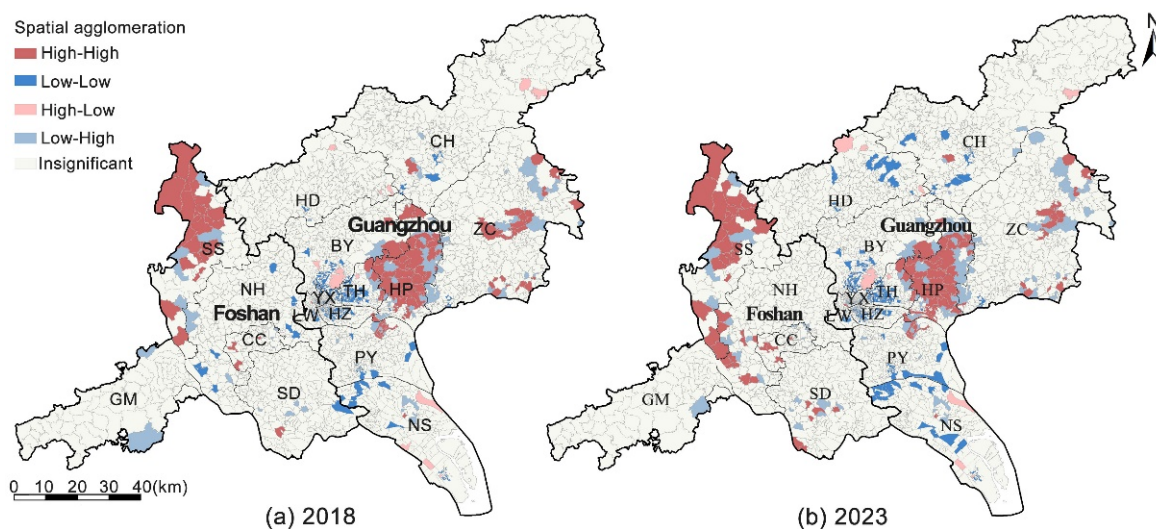 Spatial agglomeration
High-High
Low-Low
High-Low
Low-High
Insignificant
CH
HD
Guangzhou
ZC
BY
SS
NH
YX
TH
HP
Foshan
LW
HZ
CC
PY
GM
SD
NS
0 10 20 30 40(km)
(a) 2018
N
CH
HD
Guangzhou
ZC
BY
SS
NH
YX
TH
HP
Foshan
LW
HZ
CC
PY
GM
SD
NS
(b) 2023